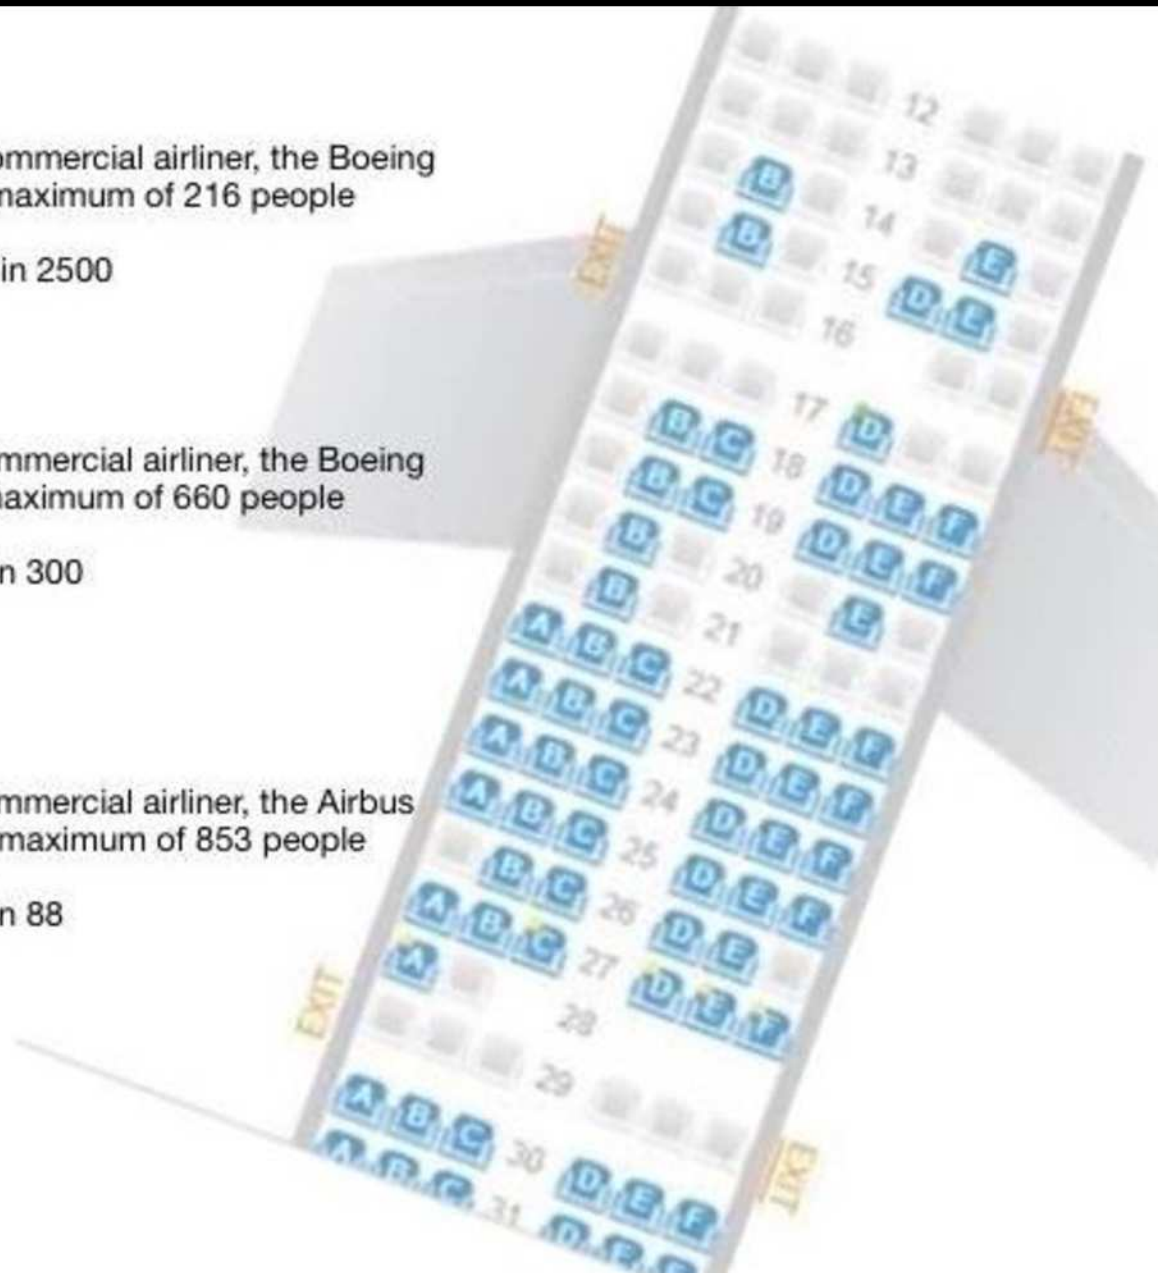 ommercial airliner, the Boeing
maximum of 216 people
in 2500
mmercial airliner, the Boeing
aximum of 660 people
n 300
mmercial airliner, the Airbus
maximum of 853 people
n 88
12
13
B 14 E
EXIT
B 15 D E
16
17 D
EXIT
B C 18 D E F
B C 19 D E F
B 20 E
B 21
A B C 22 D E F
A B C 23 D E F
A B C 24 D E F
A B C 25 D E F
B C 26 D E
A B C 27 D E F
A 28
EXIT
29
A B C 30 D E F
EXIT
A B C 31 D E F